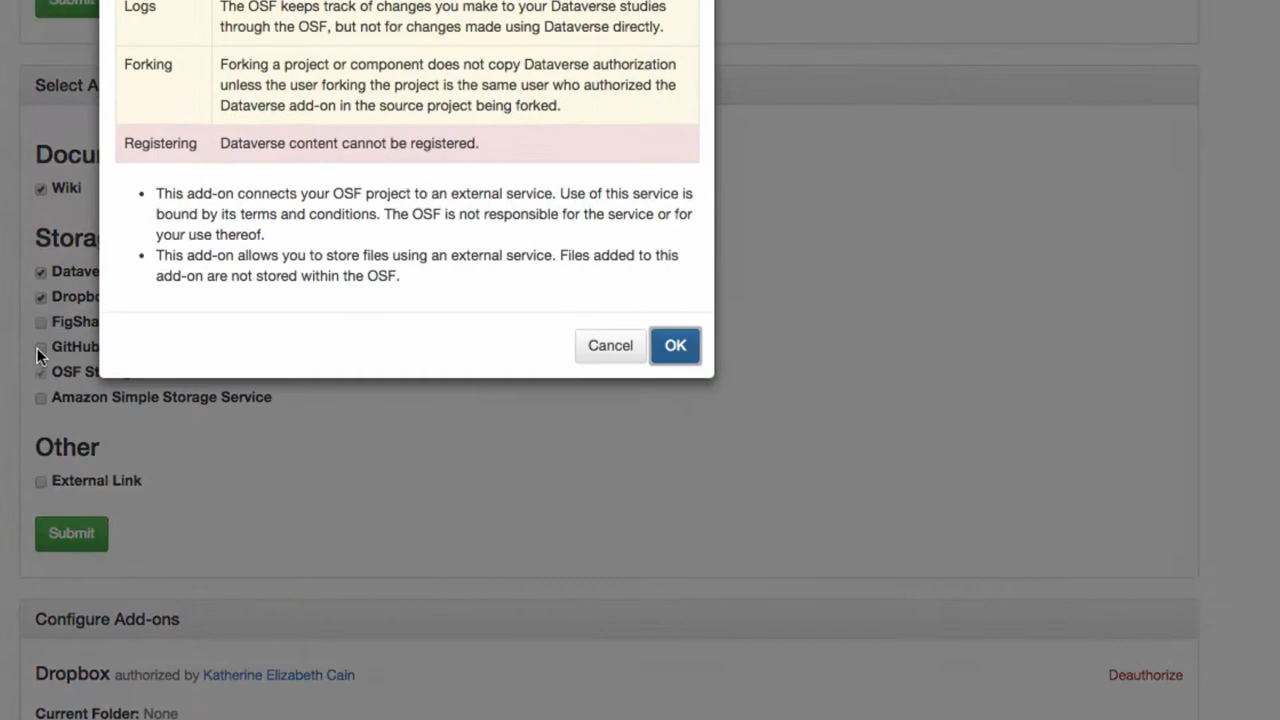 Submit
Logs
The OSF keeps track of changes you make to your Dataverse studies
through the OSF, but not for changes made using Dataverse directly.
Select A
Forking
Forking a project or component does not copy Dataverse authorization
unless the user forking the project is the same user who authorized the
Dataverse add-on in the source project being forked.
Registering
Dataverse content cannot be registered.
Docu
Wiki
• This add-on connects your OSF project to an external service. Use of this service is
bound by its terms and conditions. The OSF is not responsible for the service or for
your use thereof.
• This add-on allows you to store files using an external service. Files added to this
add-on are not stored within the OSF.
Stora
Datave
Dropbo
FigSha
GitHub
OSF St
Cancel
OK
Amazon Simple Storage Service
Other
External Link
Submit
Configure Add-ons
Dropbox authorized by Katherine Elizabeth Cain
Deauthorize
Current Folder: None